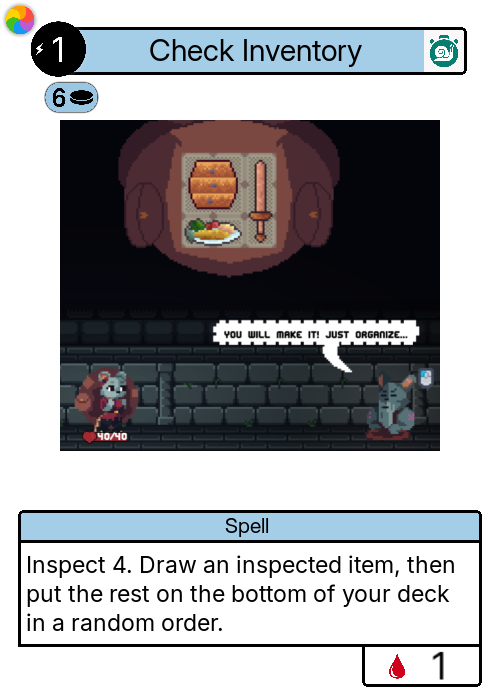 1
Check Inventory
6
YOU WILL MAKE IT! JUST ORGANIZE...
40/40
Spell
Inspect 4. Draw an inspected item, then
put the rest on the bottom of your deck
in a random order.
1